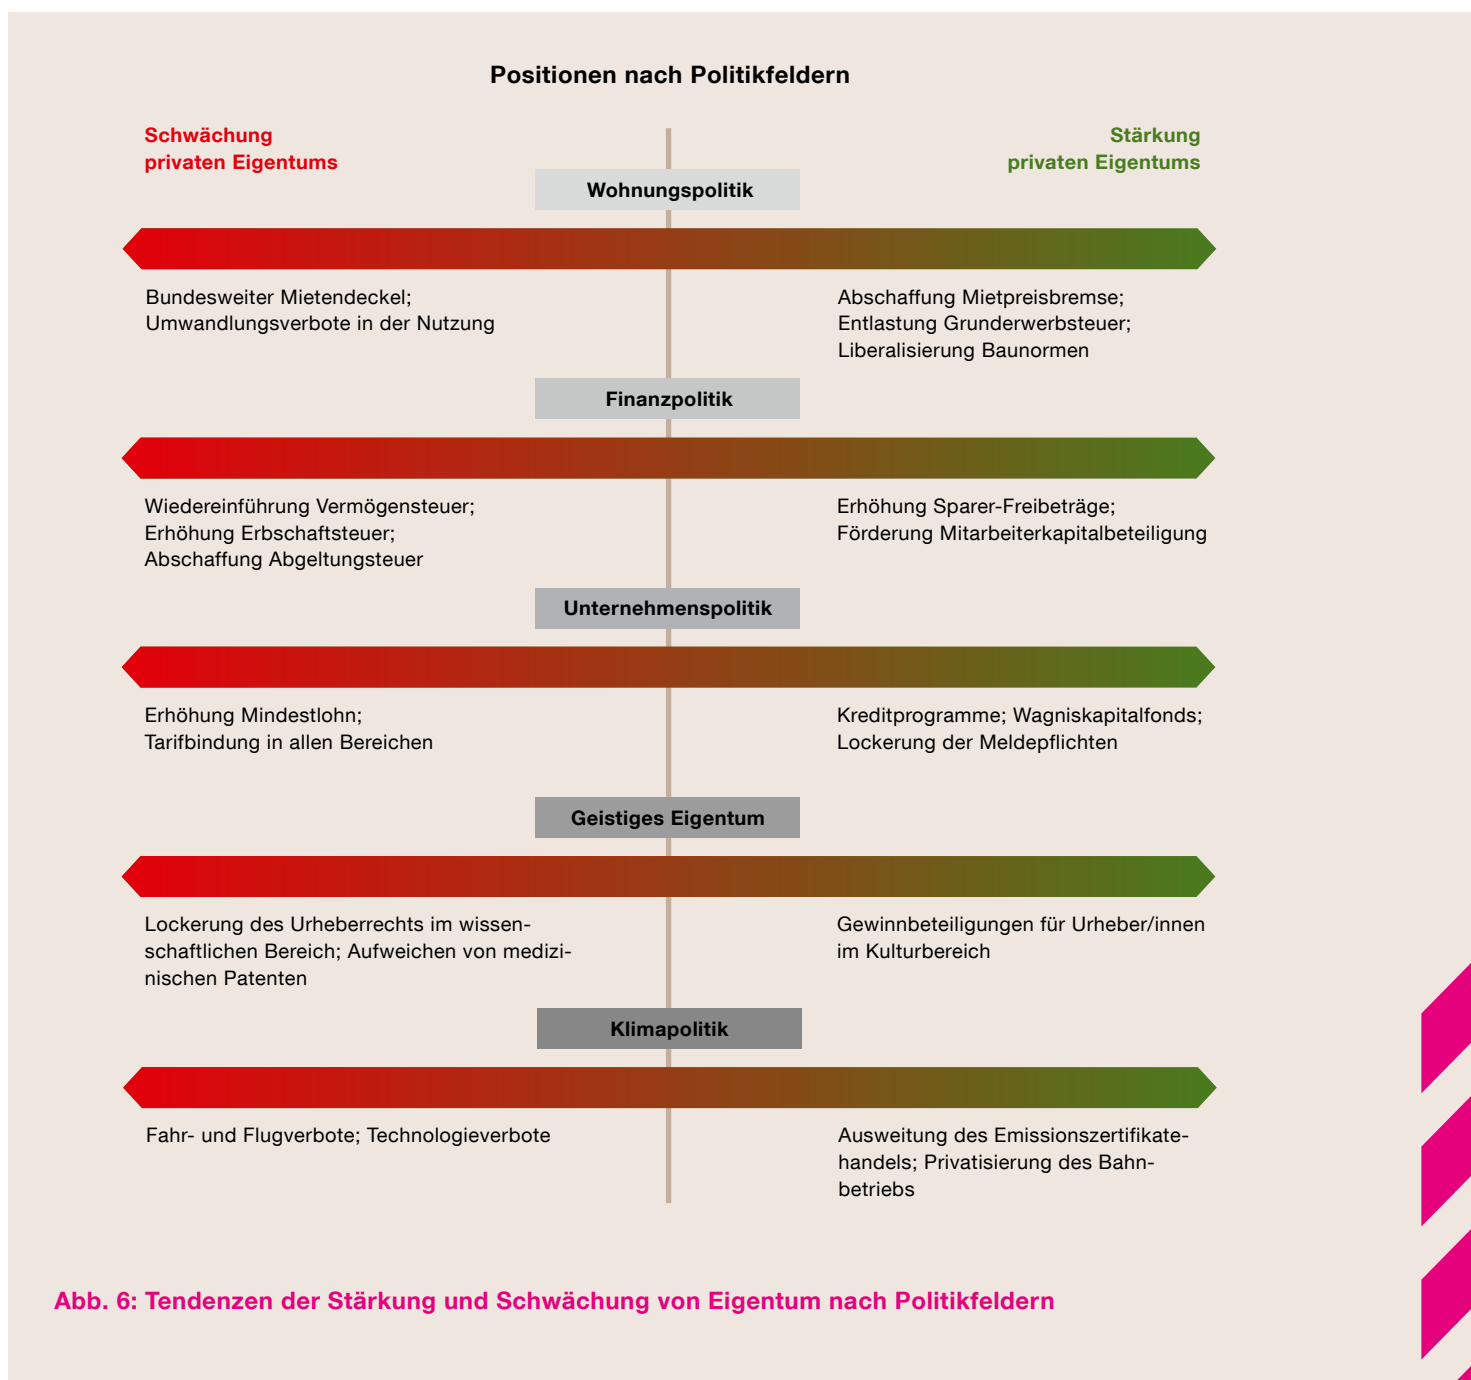 Positionen nach Politikfeldern
Schwächung
privaten Eigentums
Stärkung
privaten Eigentums
Wohnungspolitik
Bundesweiter Mietendeckel;
Umwandlungsverbote in der Nutzung
Abschaffung Mietpreisbremse;
Entlastung Grunderwerbsteuer;
Liberalisierung Baunormen
Finanzpolitik
Wiedereinführung Vermögensteuer;
Erhöhung Erbschaftsteuer;
Abschaffung Abgeltungsteuer
Erhöhung Sparer-Freibeträge;
Förderung Mitarbeiterkapitalbeteiligung
Unternehmenspolitik
Erhöhung Mindestlohn;
Tarifbindung in allen Bereichen
Kreditprogramme; Wagniskapitalfonds;
Lockerung der Meldepflichten
Geistiges Eigentum
Lockerung des Urheberrechts im wissen-
schaftlichen Bereich; Aufweichen von medizi-
nischen Patenten
Gewinnbeteiligungen für Urheber/innen
im Kulturbereich
Klimapolitik
Fahr- und Flugverbote; Technologieverbote
Ausweitung des Emissionszertifikate-
handels; Privatisierung des Bahn-
betriebs
Abb. 6: Tendenzen der Stärkung und Schwächung von Eigentum nach Politikfeldern